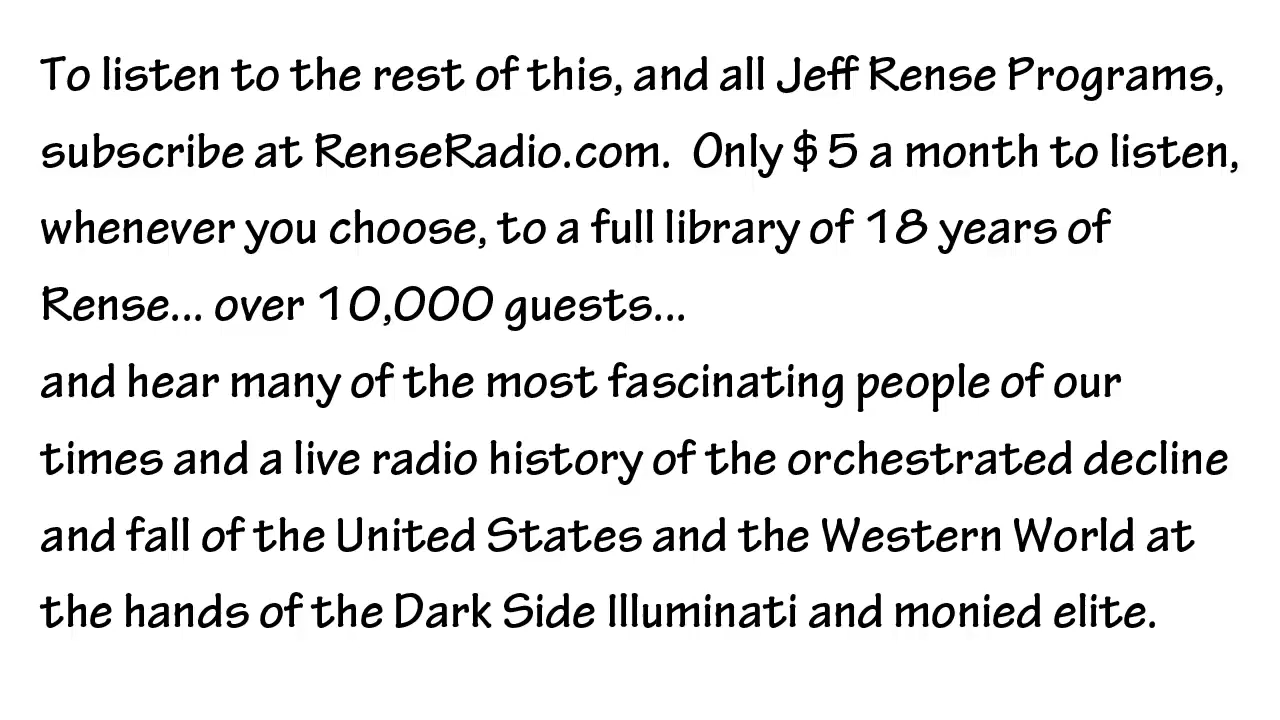 To listen to the rest of this, and all Jeff Rense Programs,
subscribe at RenseRadio.com.  Only $5 a month to listen,
whenever you choose, to a full library of 18 years of
Rense... over 10,000 guests...
and hear many of the most fascinating people of our
times and a live radio history of the orchestrated decline
and fall of the United States and the Western World at
the hands of the Dark Side Illuminati and monied elite.